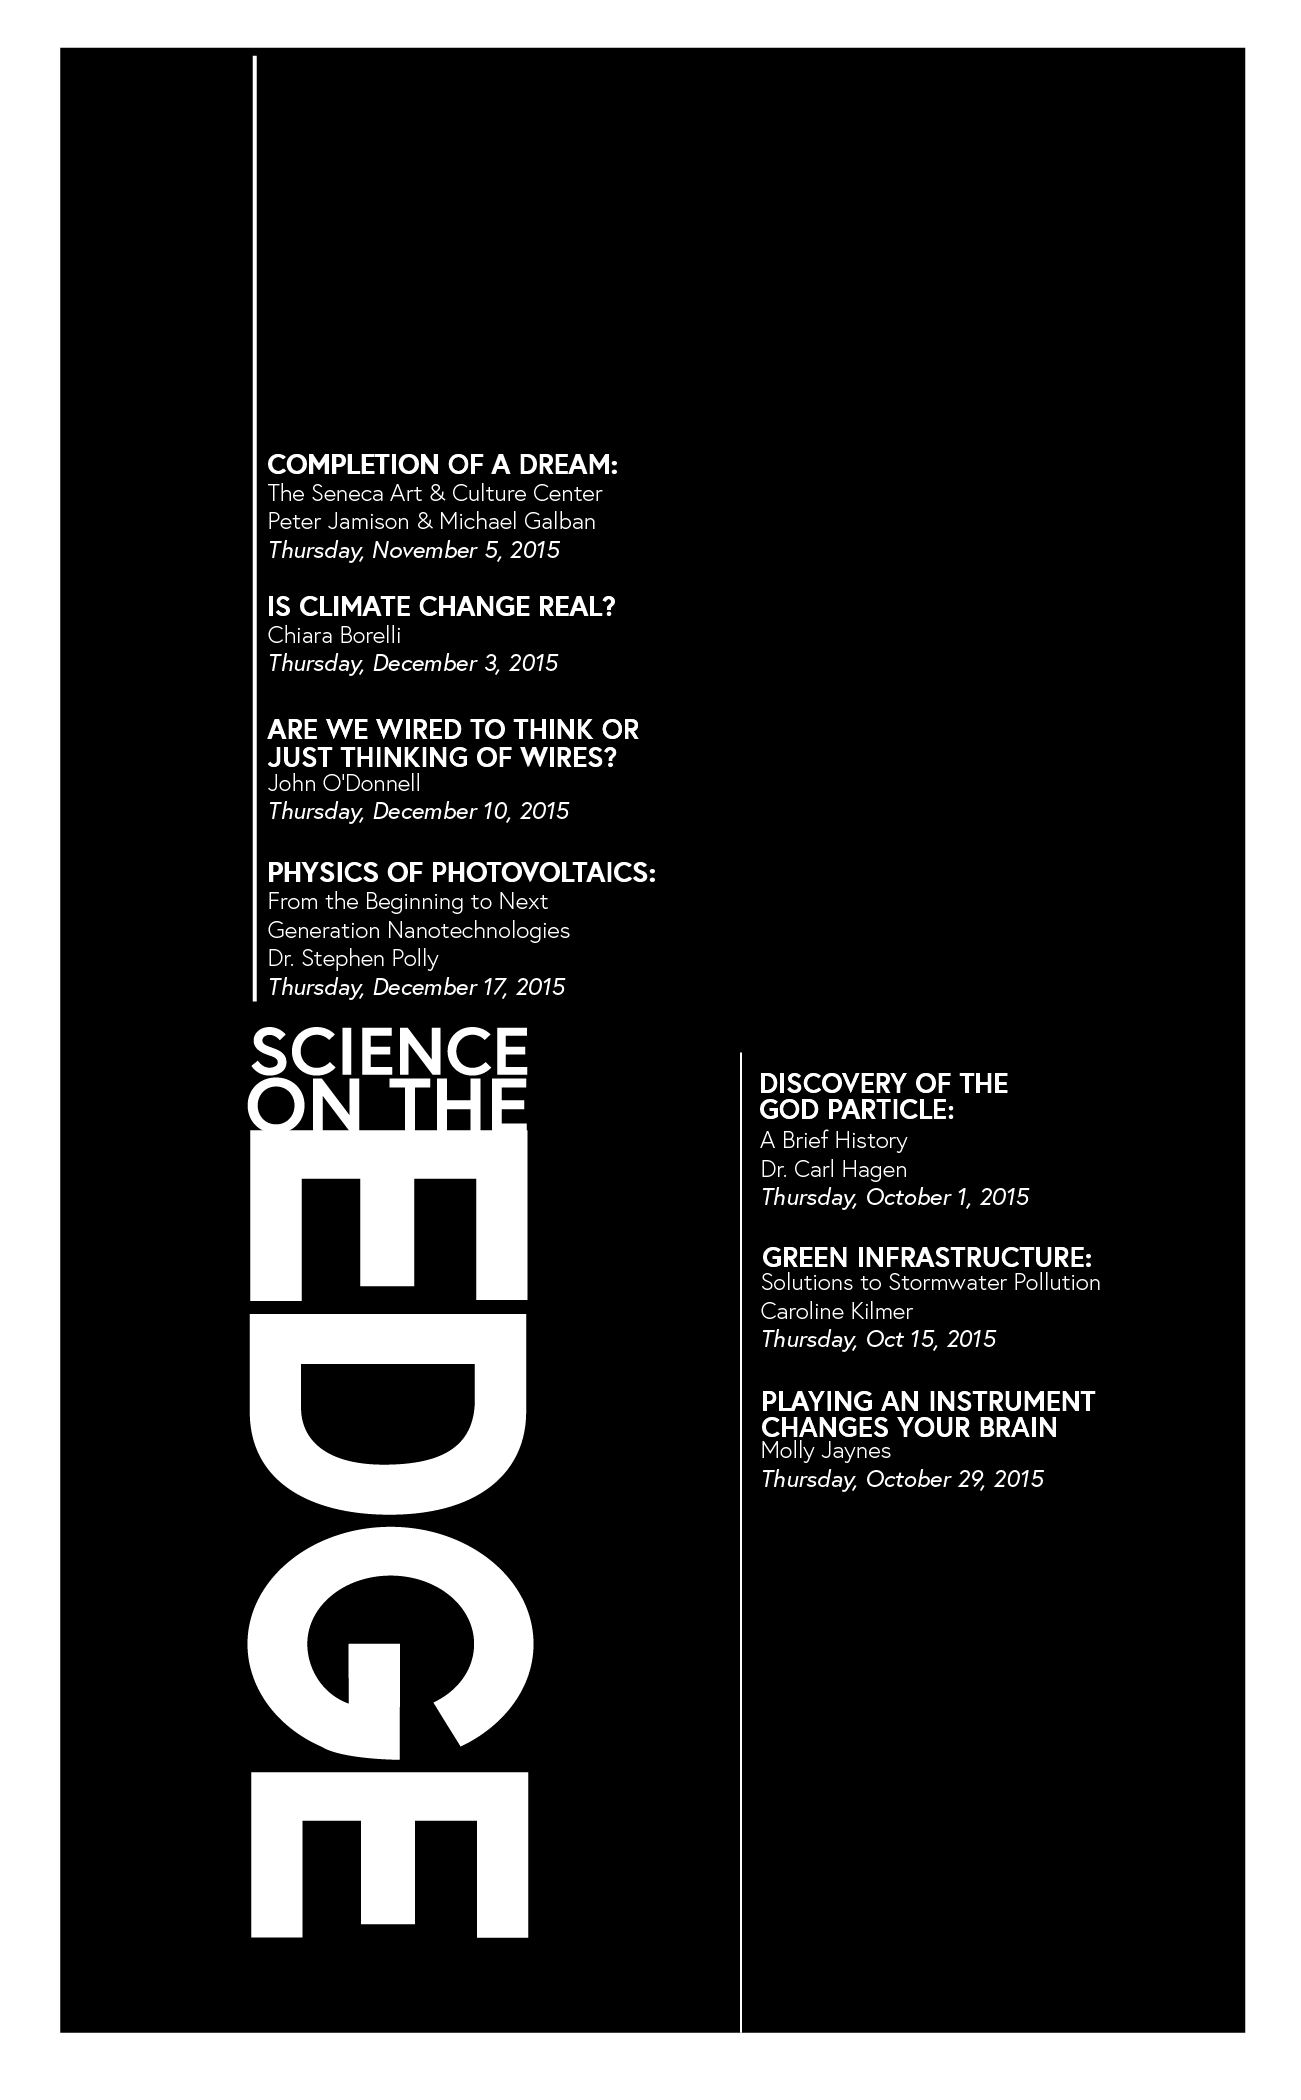 COMPLETION OF A DREAM:
The Seneca Art & Culture Center
Peter Jamison & Michael Galban
Thursday, November 5, 2015
IS CLIMATE CHANGE REAL?
Chiara Borelli
Thursday, December 3, 2015
ARE WE WIRED TO THINK OR
JUST THINKING OF WIRES?
John O'Donnell
Thursday, December 10, 2015
PHYSICS OF PHOTOVOLTAICS:
From the Beginning to Next
Generation Nanotechnologies
Dr. Stephen Polly
Thursday, December 17, 2015
SCIENCE
ON THE
EDGE
DISCOVERY OF THE
GOD PARTICLE:
A Brief History
Dr. Carl Hagen
Thursday, October 1, 2015
GREEN INFRASTRUCTURE:
Solutions to Stormwater Pollution
Caroline Kilmer
Thursday, Oct 15, 2015
PLAYING AN INSTRUMENT
CHANGES YOUR BRAIN
Molly Jaynes
Thursday, October 29, 2015